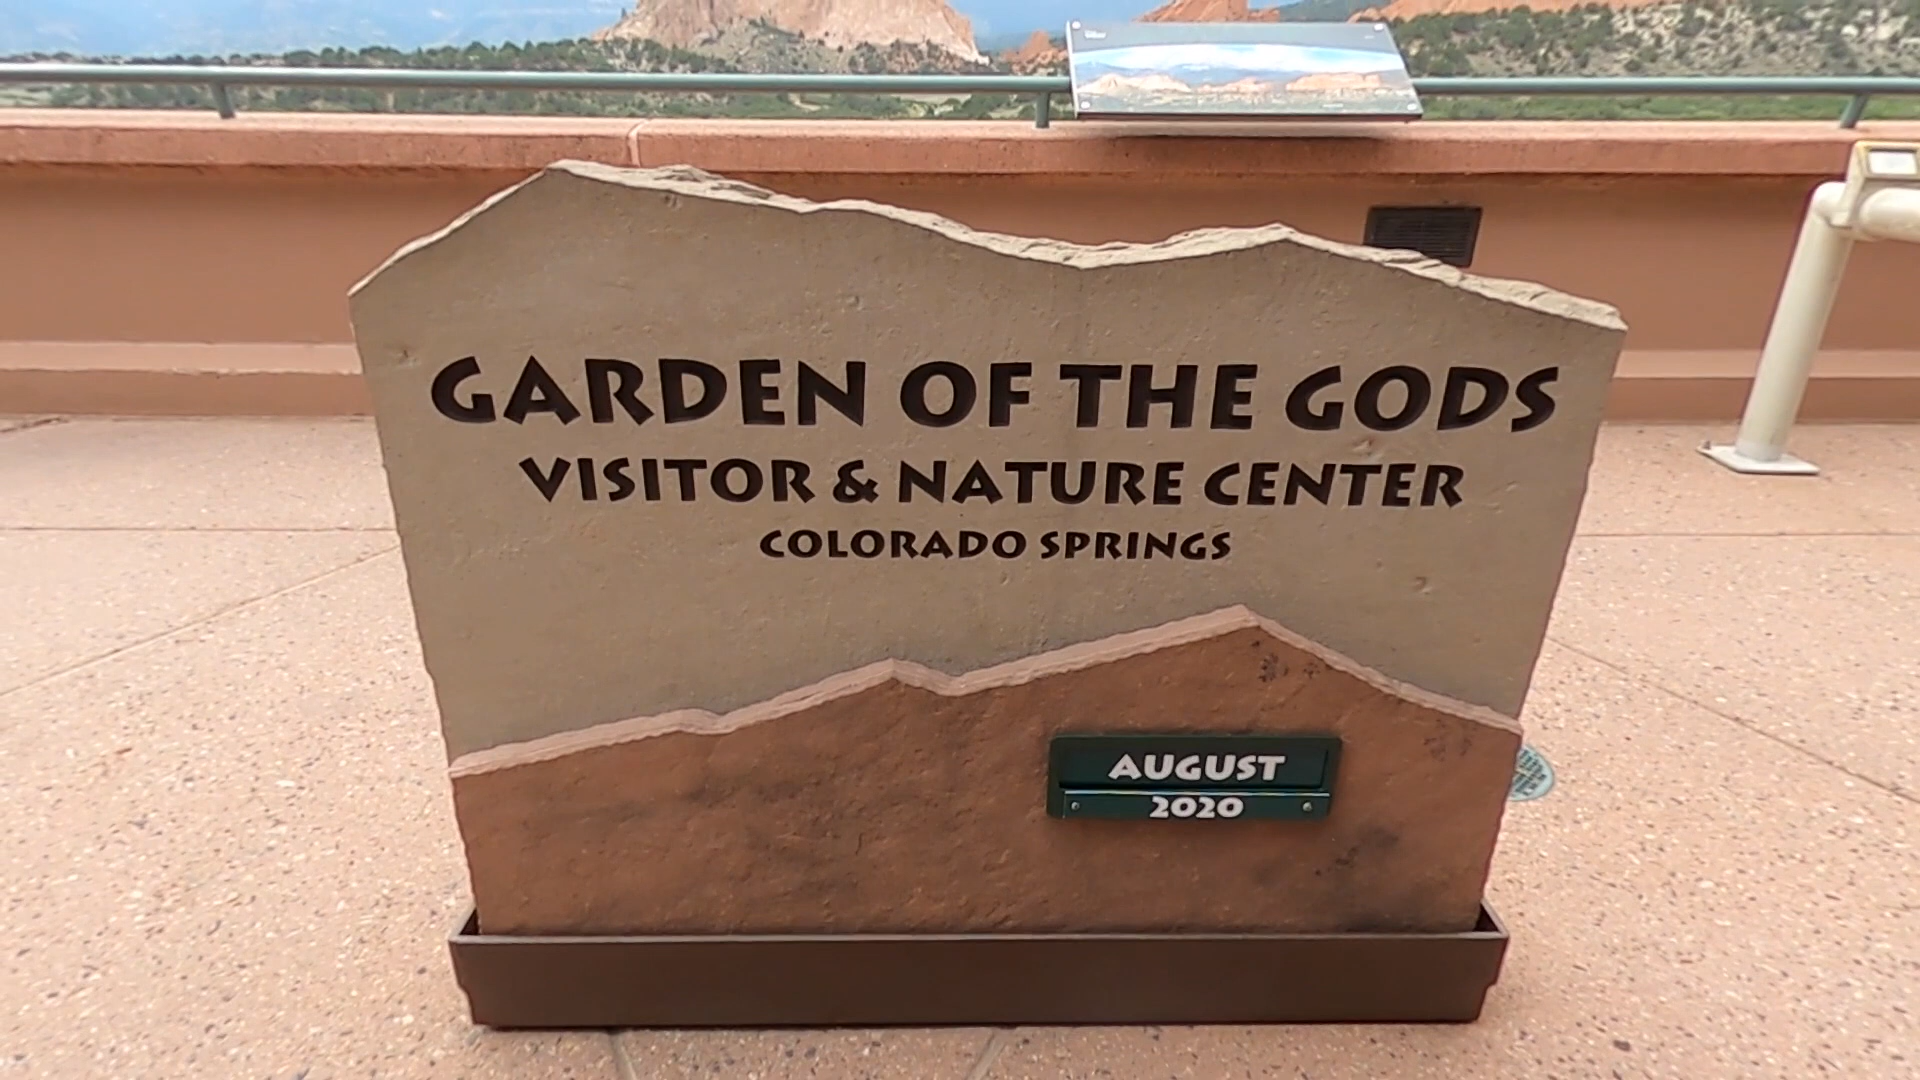 GARDEN OF THE GODS
VISITOR & NATURE CENTER
COLORADO SPRINGS
AUGUST
2020